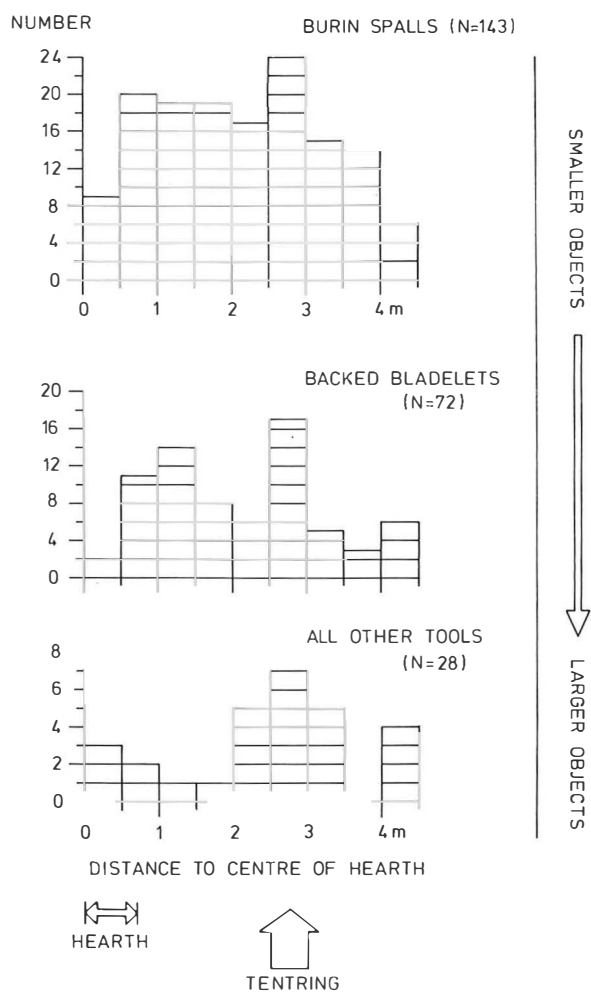 NUMBER
BURIN SPALLS (N=143)
24
20
16
12
8
4
0
0 1 2 3 4 m
BACKED BLADELETS
(N=72)
20
16
12
8
4
0
ALL OTHER TOOLS
(N=28)
8
6
4
2
0
0 1 2 3 4 m
DISTANCE TO CENTRE OF HEARTH
HEARTH
TENTRING
SMALLER OBJECTS
LARGER OBJECTS